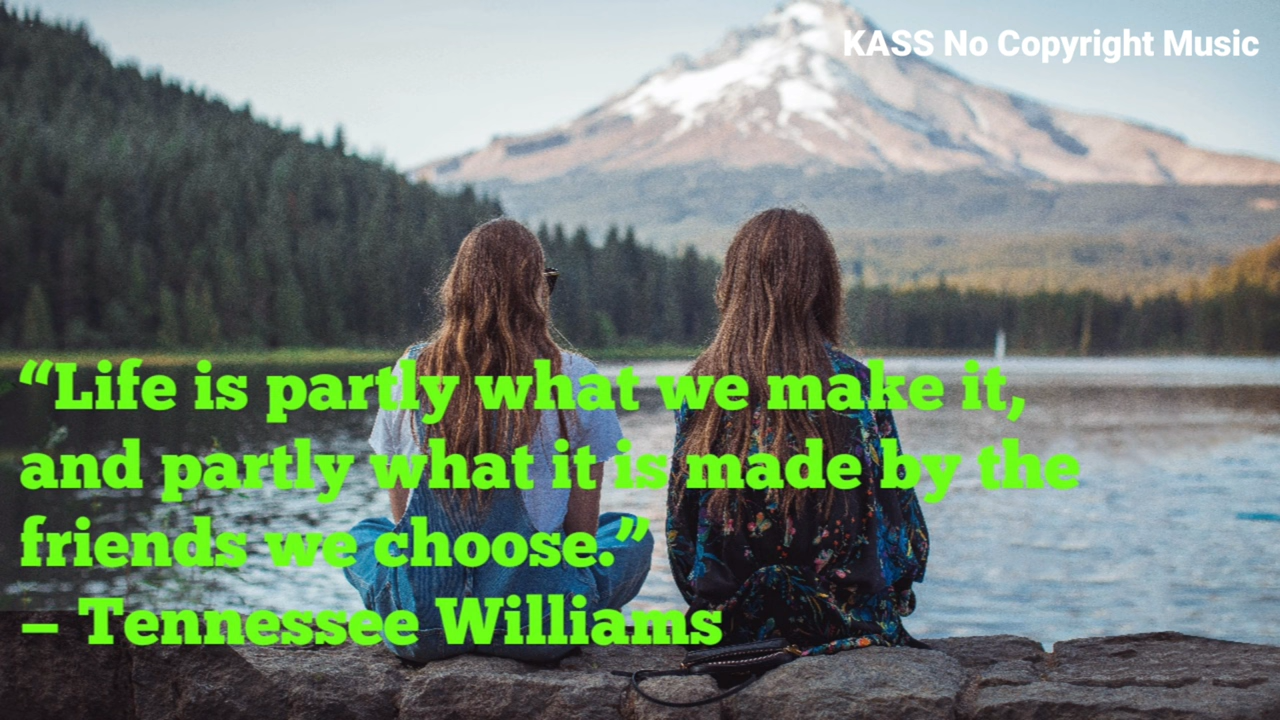 KASS No Copyright Music
“Life is partly what we make it,
and partly what it is made by the
friends we choose.”
– Tennessee Williams